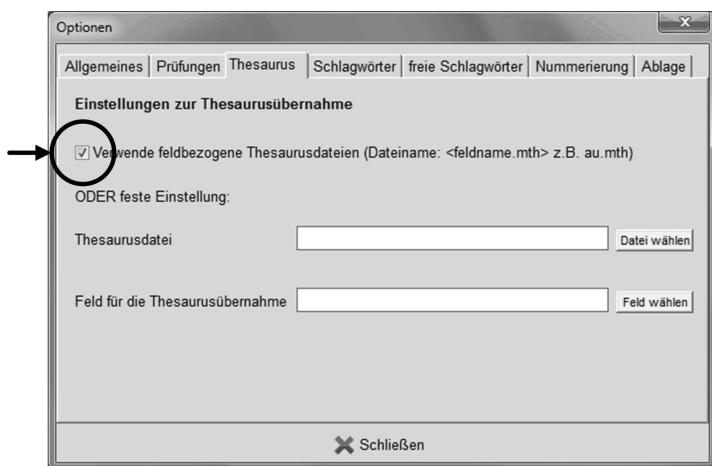 Optionen
Allgemeines Prüfungen Thesaurus Schlagwörter freie Schlagwörter Nummerierung Ablage
Einstellungen zur Thesaurusübernahme
Verwende feldbezogene Thesaurusdateien (Dateiname: <feldname.mth> z.B. au.mth)
ODER feste Einstellung:
Thesaurusdatei Datei wählen
Feld für die Thesaurusübernahme Feld wählen
Schließen